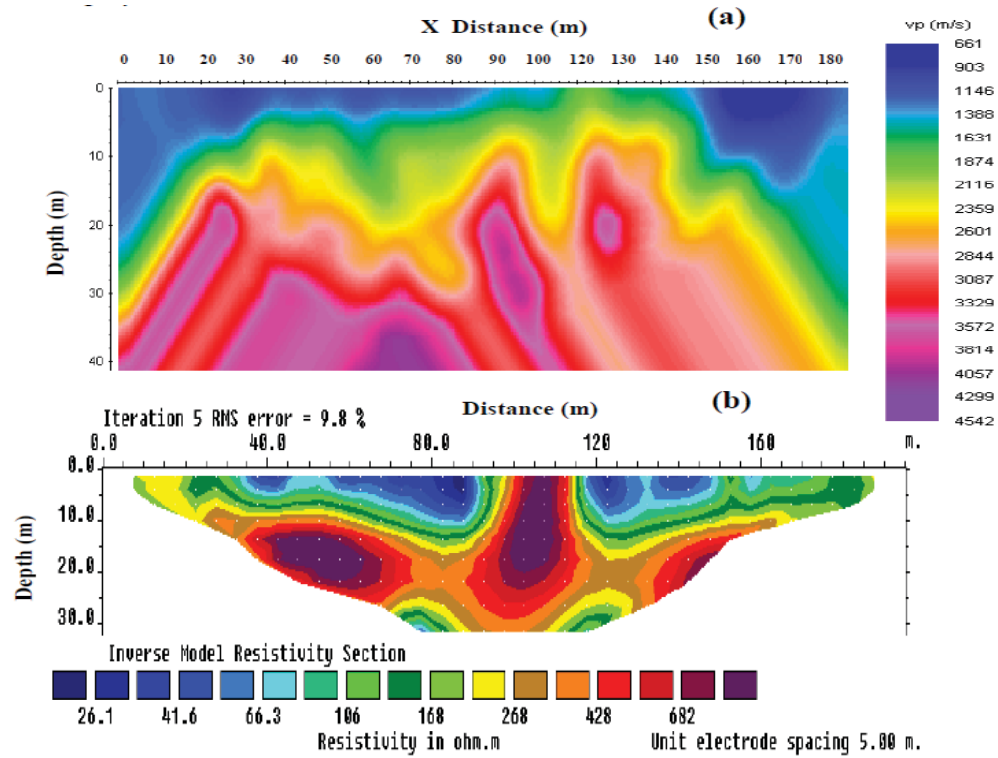 X Distance (m) (a)
vp (m/s)
0 10 20 30 40 50 60 70 80 90 100 110 120 130 140 150 160 170 180
0
10
20
30
40
Depth (m)
661
903
1146
1388
1631
1874
2116
2359
2601
2844
3087
3329
3572
3814
4057
4299
4542
Distance (m) (b)
Iteration 5 RMS error = 9.8 %
0.0 40.0 80.0 120 160 m.
0.0
10.0
20.0
30.0
Depth (m)
Inverse Model Resistivity Section
26.1 41.6 66.3 106 168 268 428 682
Resistivity in ohm.m Unit electrode spacing 5.00 m.